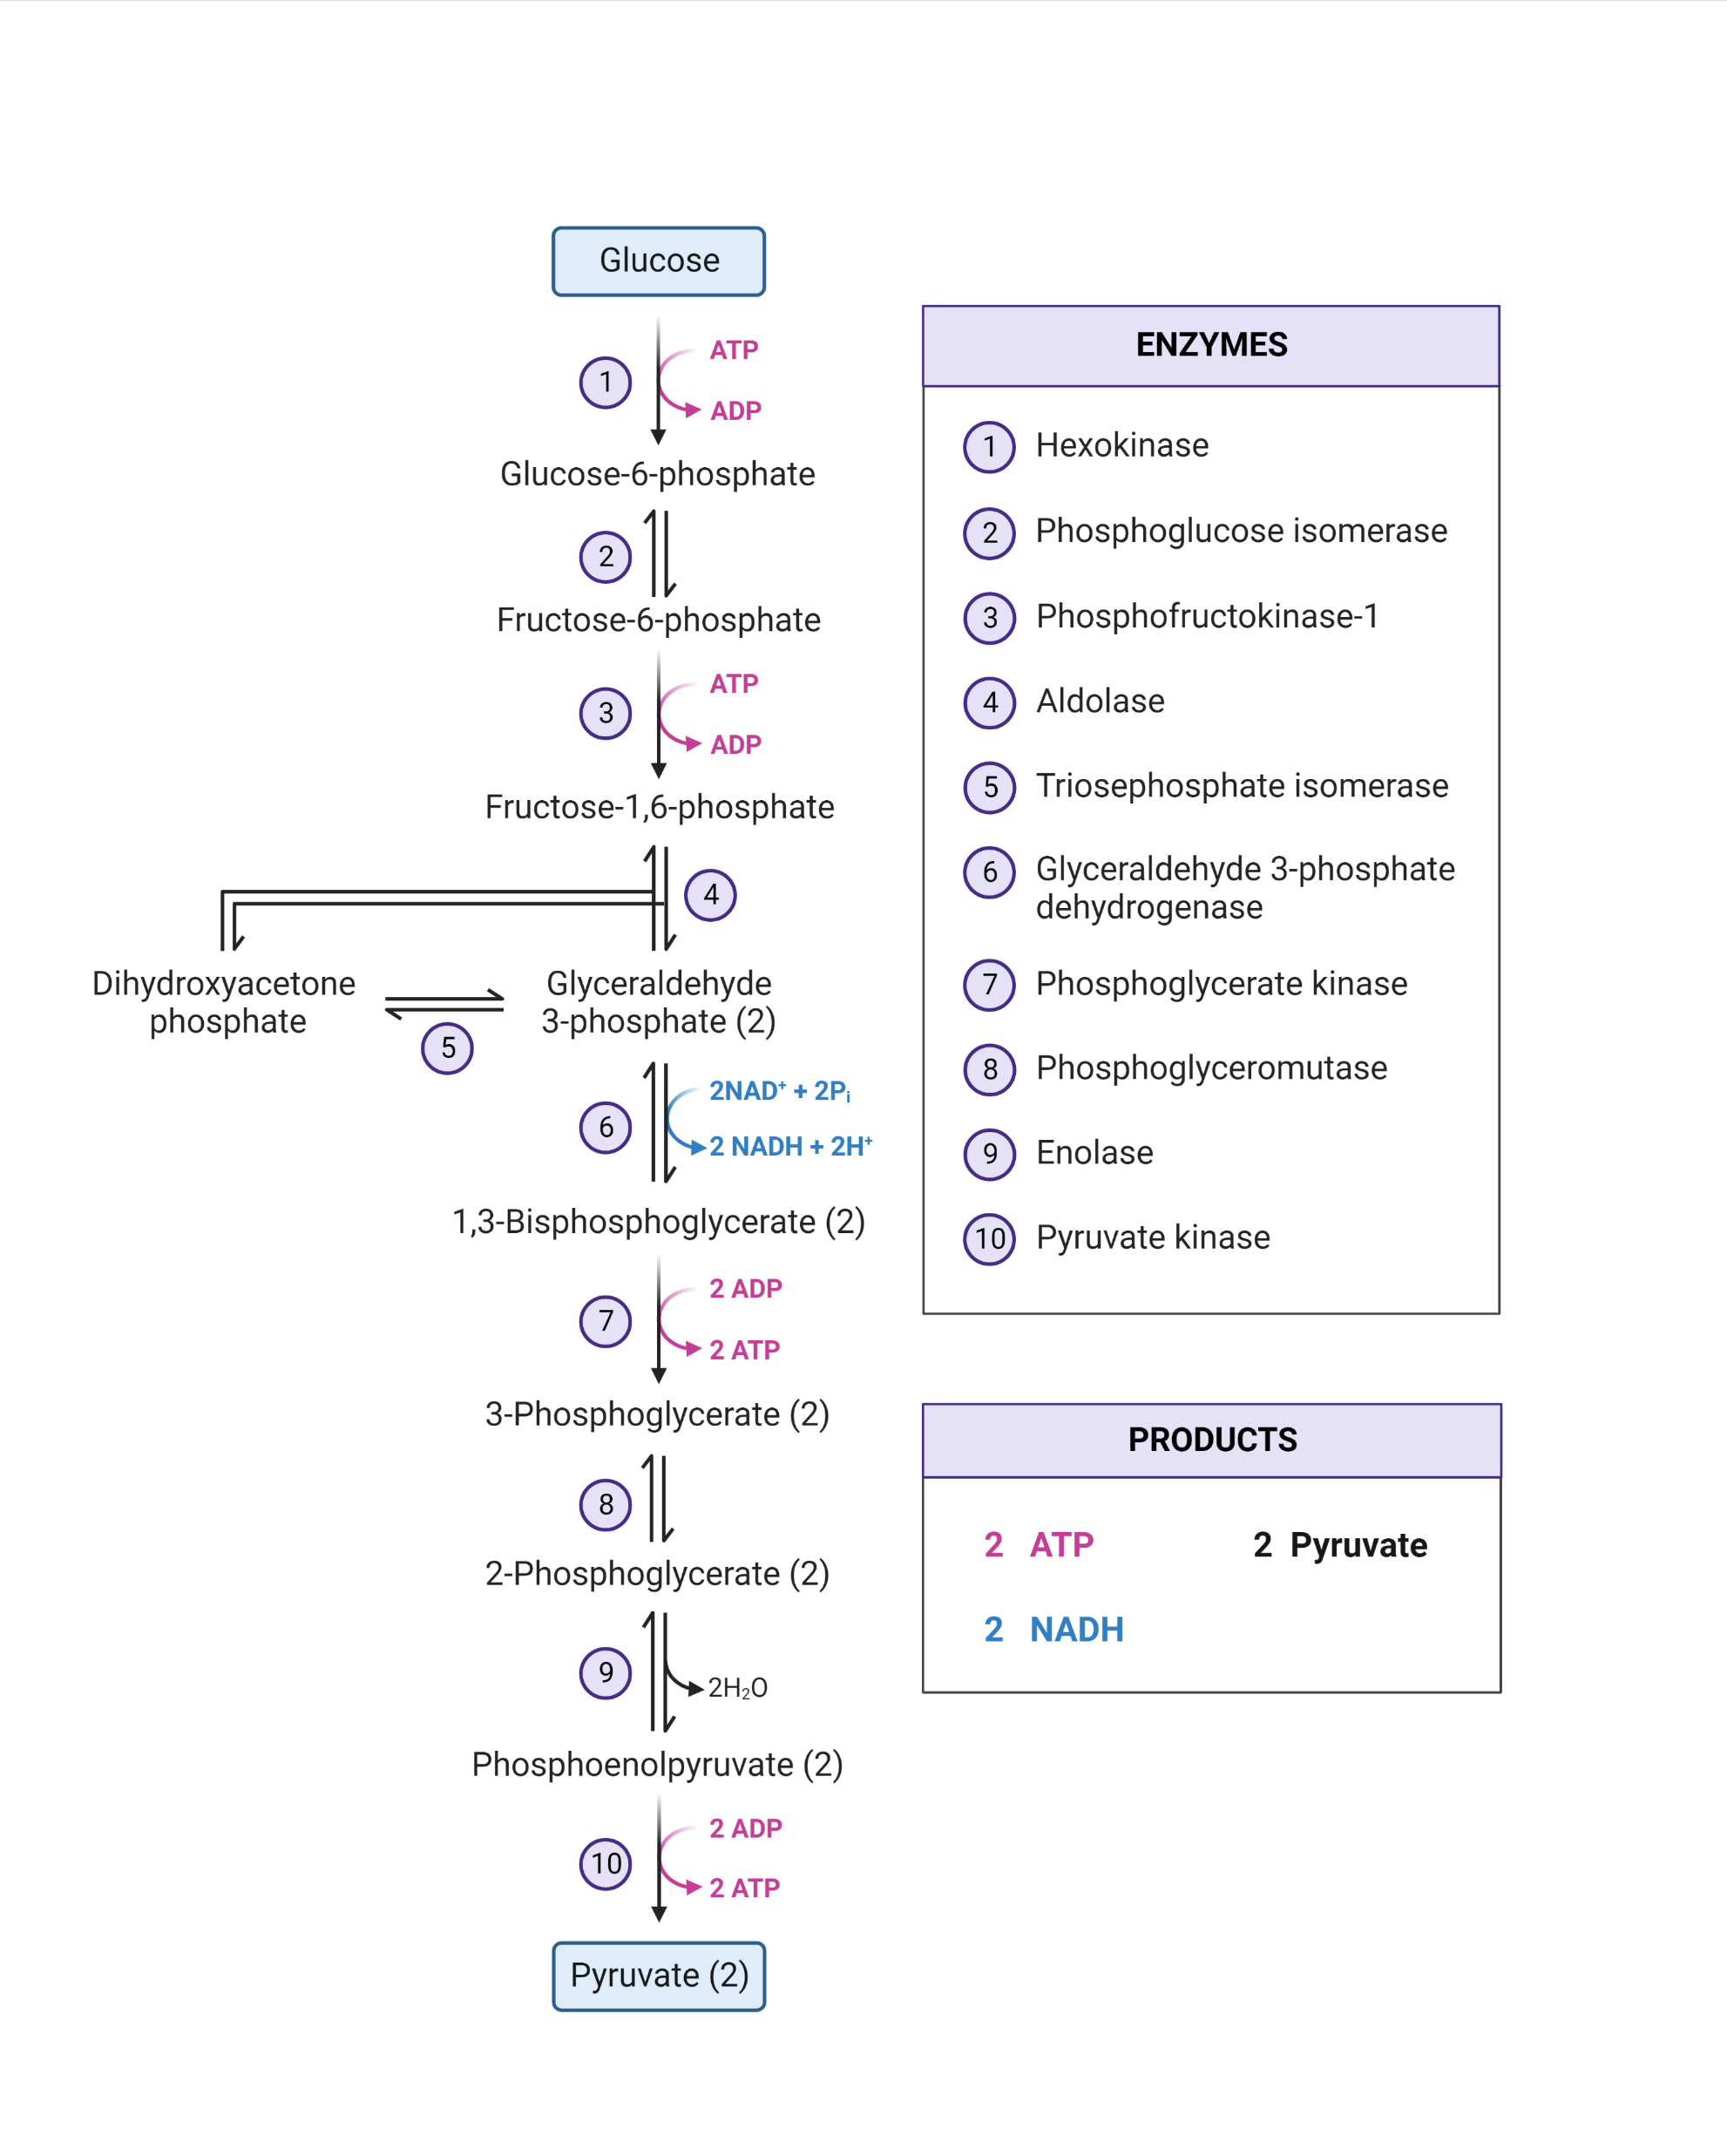 Glucose
1
ATP
ADP
Glucose-6-phosphate
2
Fructose-6-phosphate
3
ATP
ADP
Fructose-1,6-phosphate
4
Dihydroxyacetone
phosphate
5
Glyceraldehyde
3-phosphate (2)
6
2NAD⁺ + 2Pᵢ
2 NADH + 2H⁺
1,3-Bisphosphoglycerate (2)
7
2 ADP
2 ATP
3-Phosphoglycerate (2)
8
2-Phosphoglycerate (2)
9
2H₂O
Phosphoenolpyruvate (2)
10
2 ADP
2 ATP
Pyruvate (2)
ENZYMES
1 Hexokinase
2 Phosphoglucose isomerase
3 Phosphofructokinase-1
4 Aldolase
5 Triosephosphate isomerase
6 Glyceraldehyde 3-phosphate
dehydrogenase
7 Phosphoglycerate kinase
8 Phosphoglyceromutase
9 Enolase
10 Pyruvate kinase
PRODUCTS
2 ATP 2 Pyruvate
2 NADH